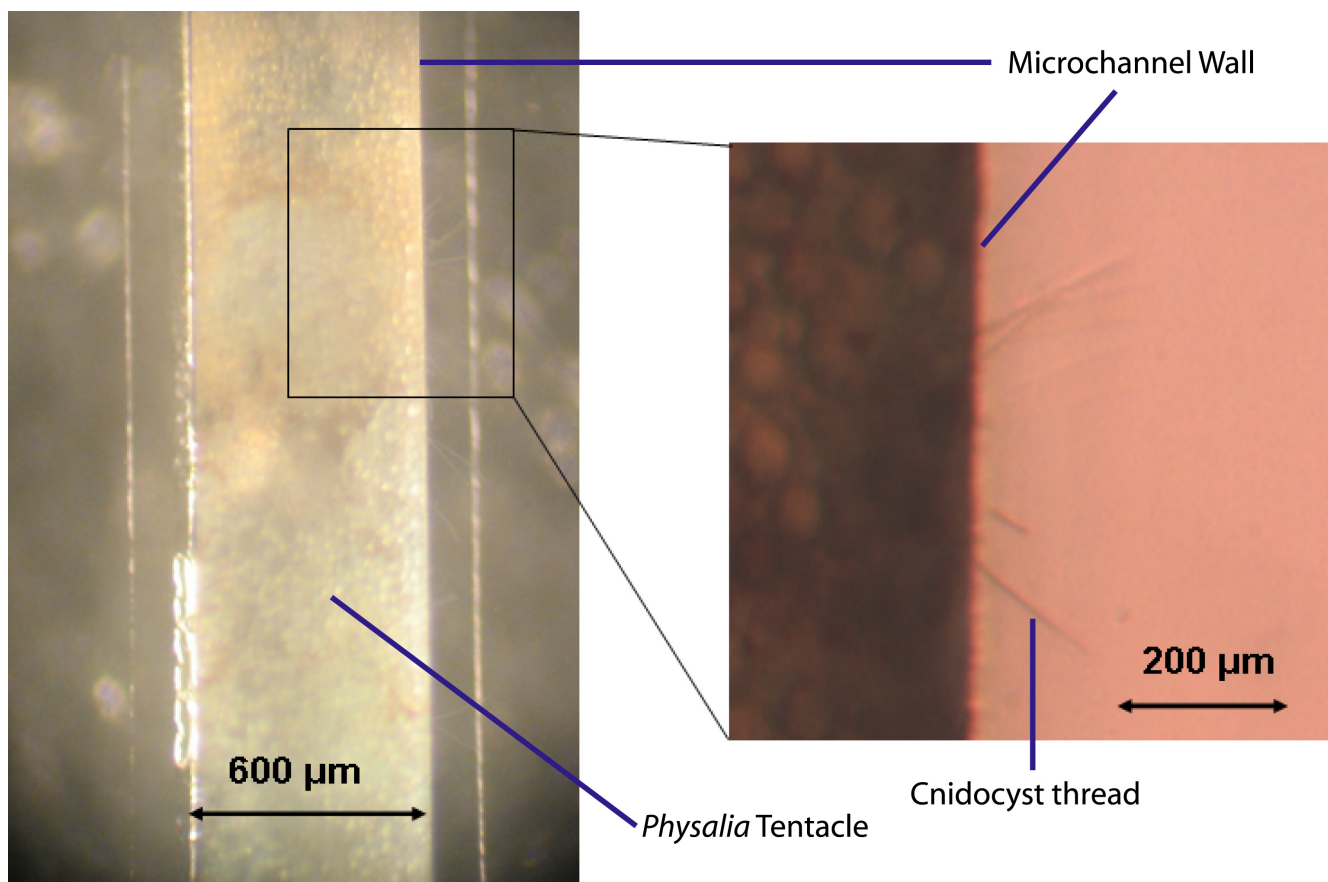 Microchannel Wall
200 µm
600 µm
Cnidocyst thread
Physalia Tentacle